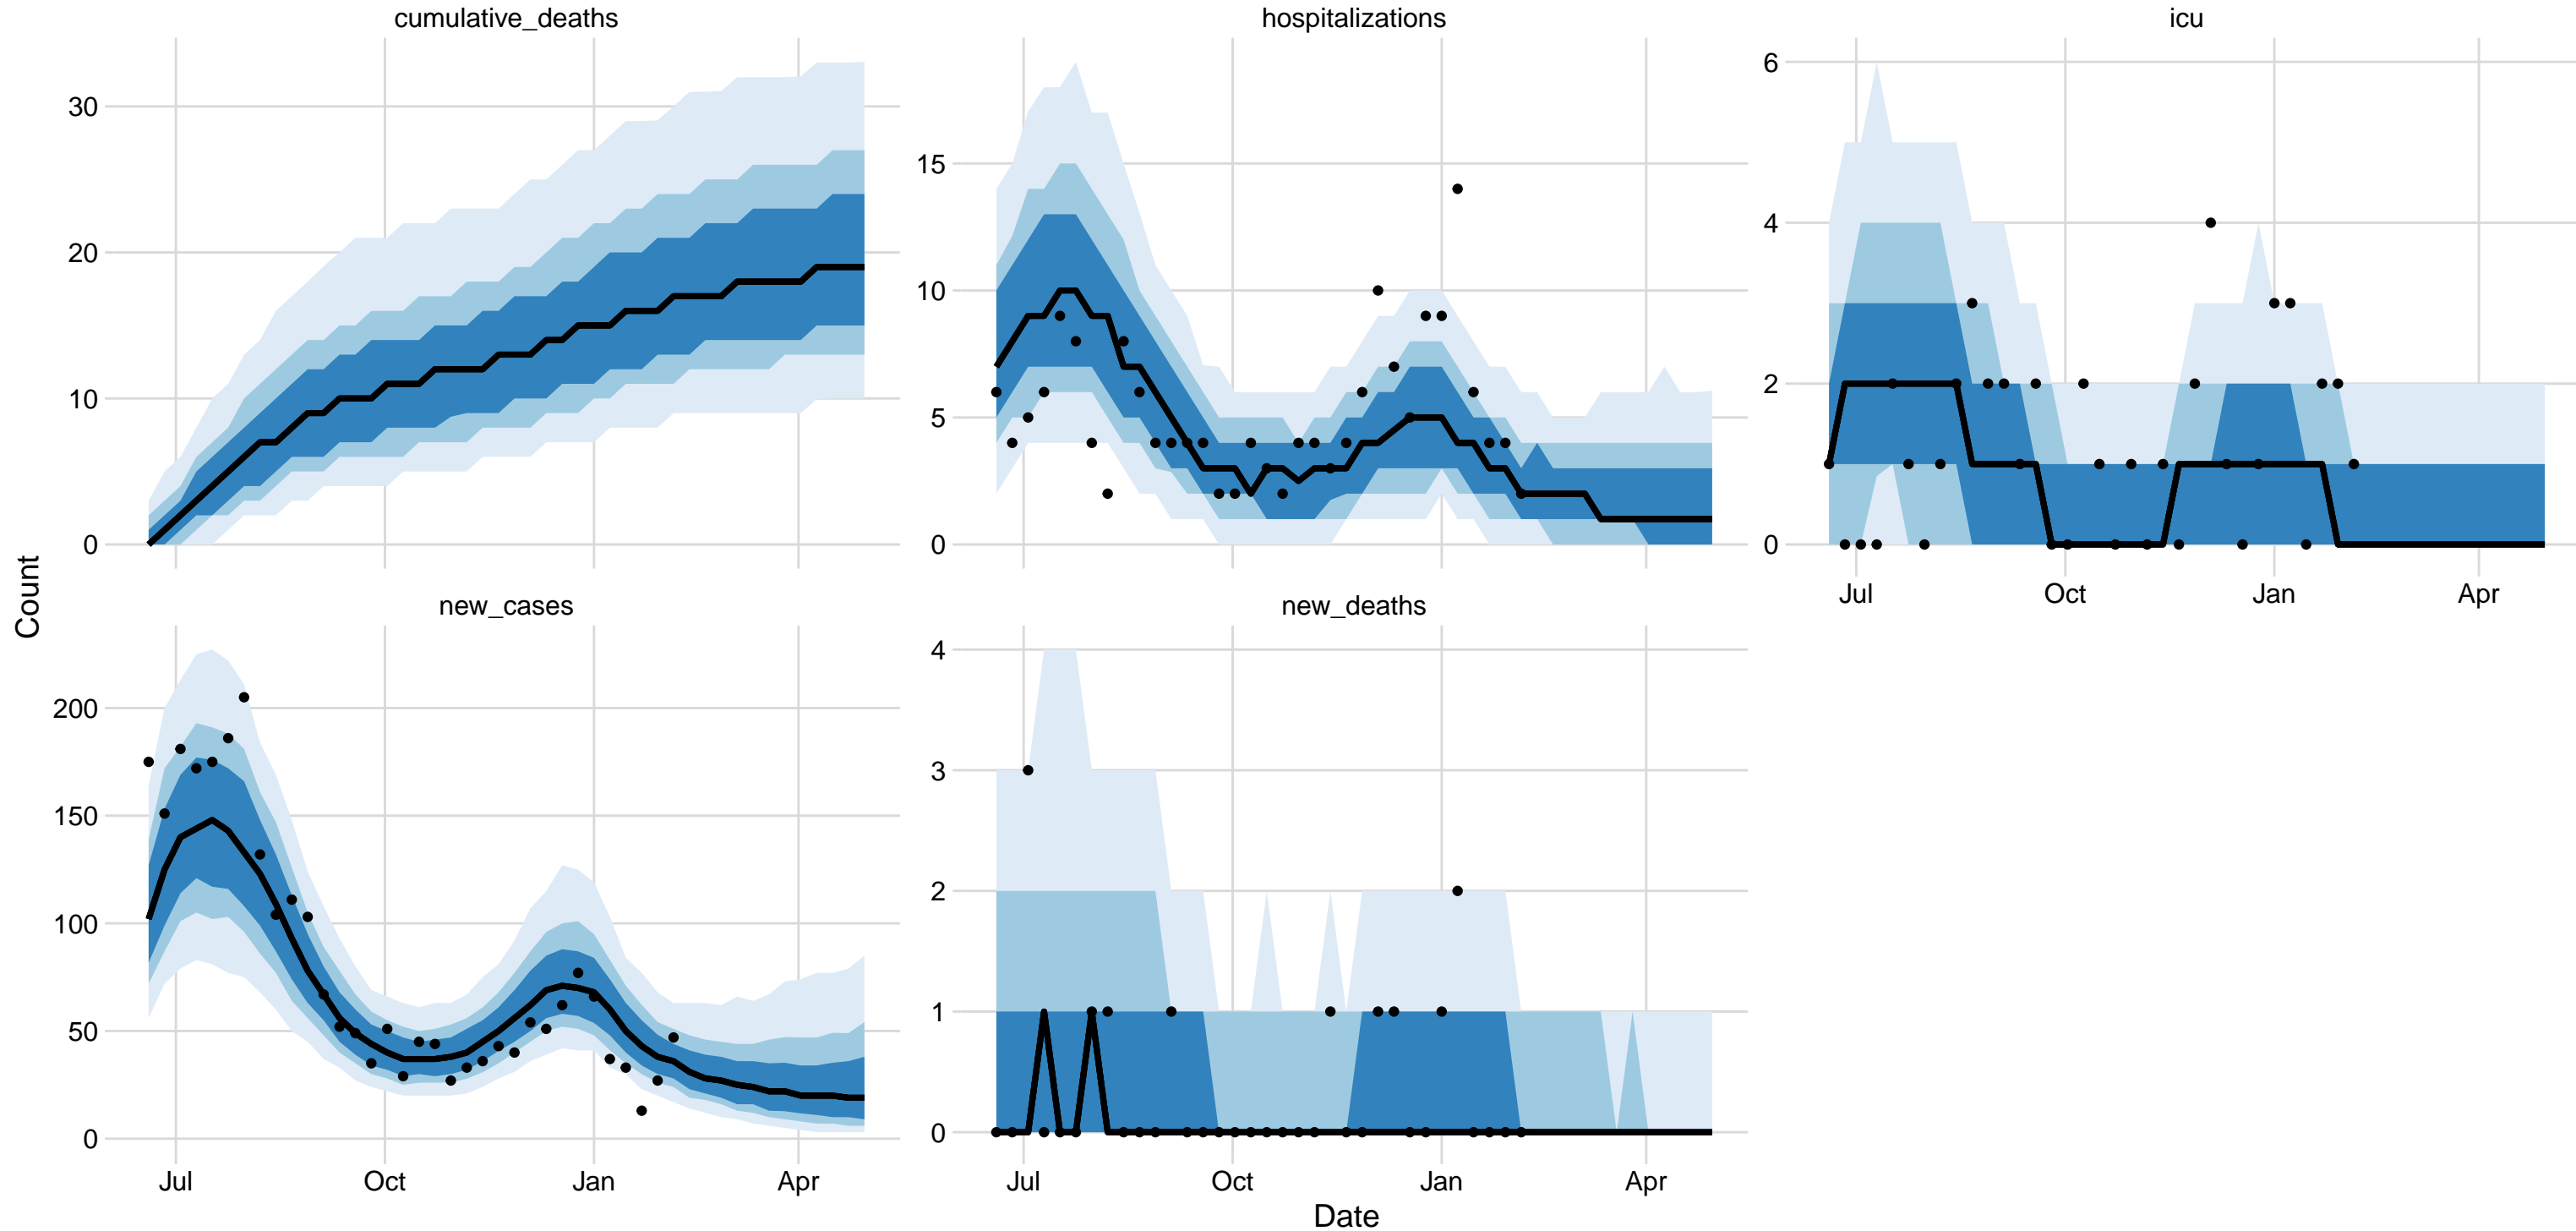 cumulative_deaths
hospitalizations
icu
30
20
10
0
15
10
5
0
6
4
2
0
Jul Oct Jan Apr
Count
new_cases
new_deaths
200
150
100
50
0
4
3
2
1
0
Jul Oct Jan Apr
Jul Oct Jan Apr
Date